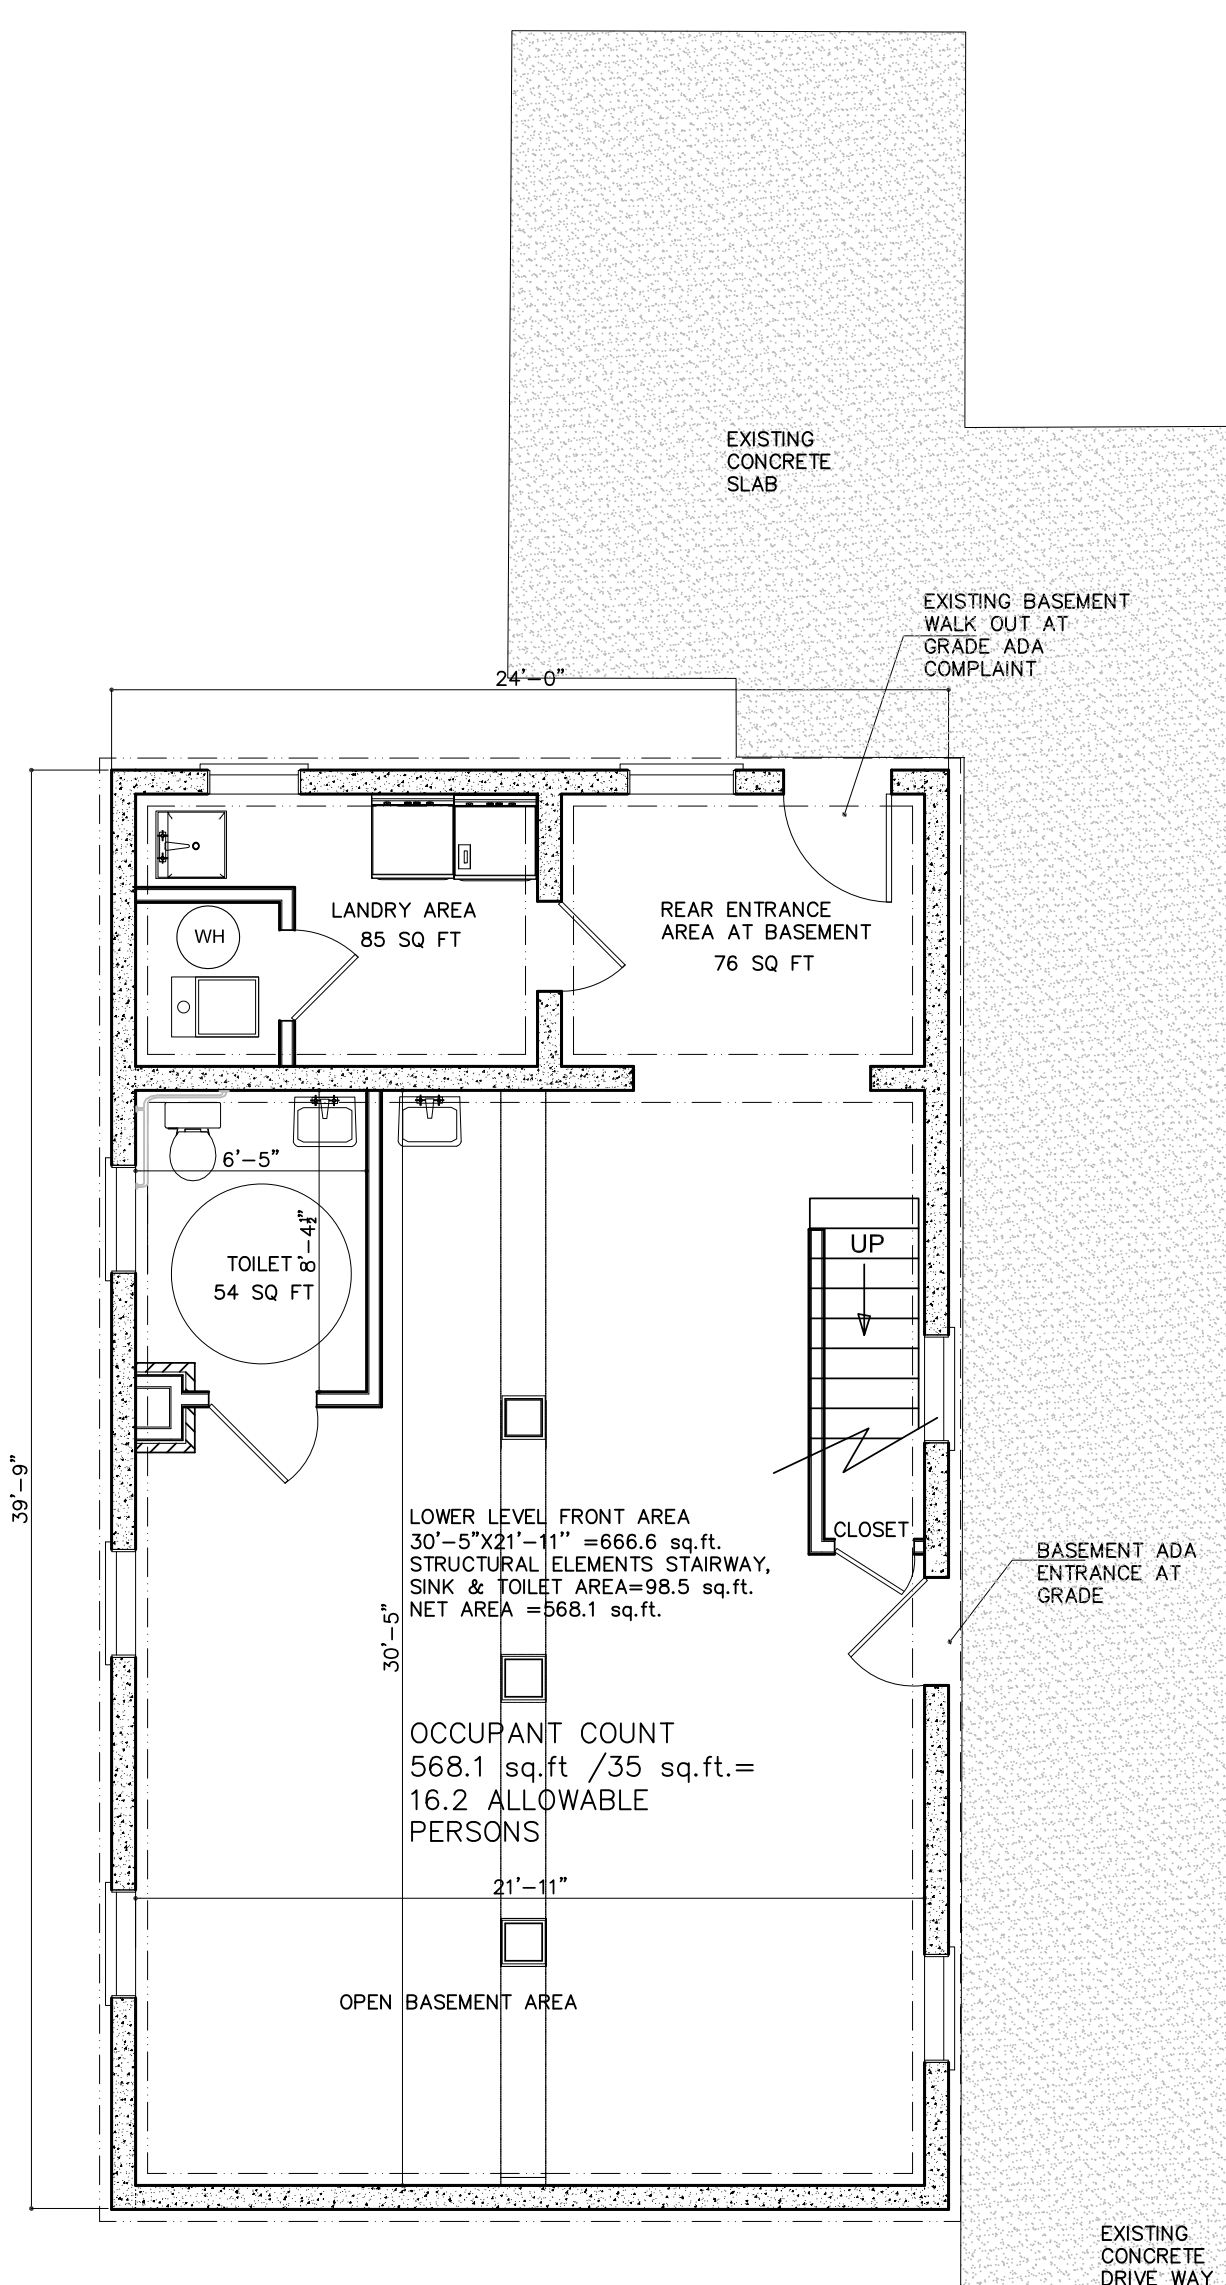 EXISTING
CONCRETE
SLAB
EXISTING BASEMENT
WALK OUT AT
GRADE ADA
COMPLAINT
24'-0"
LANDRY AREA
85 SQ FT
WH
REAR ENTRANCE
AREA AT BASEMENT
76 SQ FT
6'-5"
8'-4½"
TOILET
54 SQ FT
UP
39'-9"
LOWER LEVEL FRONT AREA
30'-5"X21'-11'' =666.6 sq.ft.
STRUCTURAL ELEMENTS STAIRWAY,
SINK & TOILET AREA=98.5 sq.ft.
NET AREA =568.1 sq.ft.
CLOSET
BASEMENT ADA
ENTRANCE AT
GRADE
30'-5"
OCCUPANT COUNT
568.1 sq.ft /35 sq.ft.=
16.2 ALLOWABLE
PERSONS
21'-11"
OPEN BASEMENT AREA
EXISTING
CONCRETE
DRIVE WAY